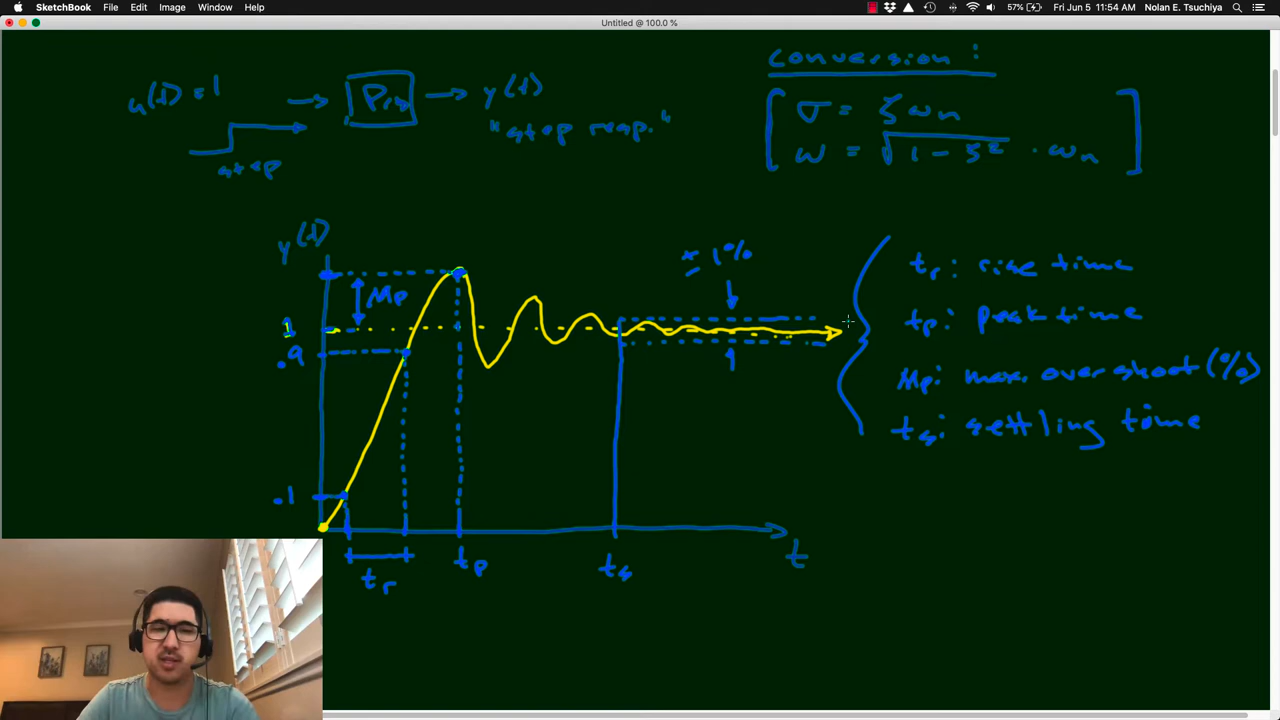 SketchBook File Edit Image Window Help
57% Fri Jun 5 11:54 AM Nolan E. Tsuchiya
Untitled @ 100.0 %
conversion:
u(t) = 1
P(s)
y(t)
"step resp."
step
σ = ζωn
ω = √1 - ζ² · ωn
y(t)
± 1%
Mp
1
.9
.1
tr
tp
ts
t
tr: rise time
tp: peak time
Mp: max. overshoot (%)
ts: settling time